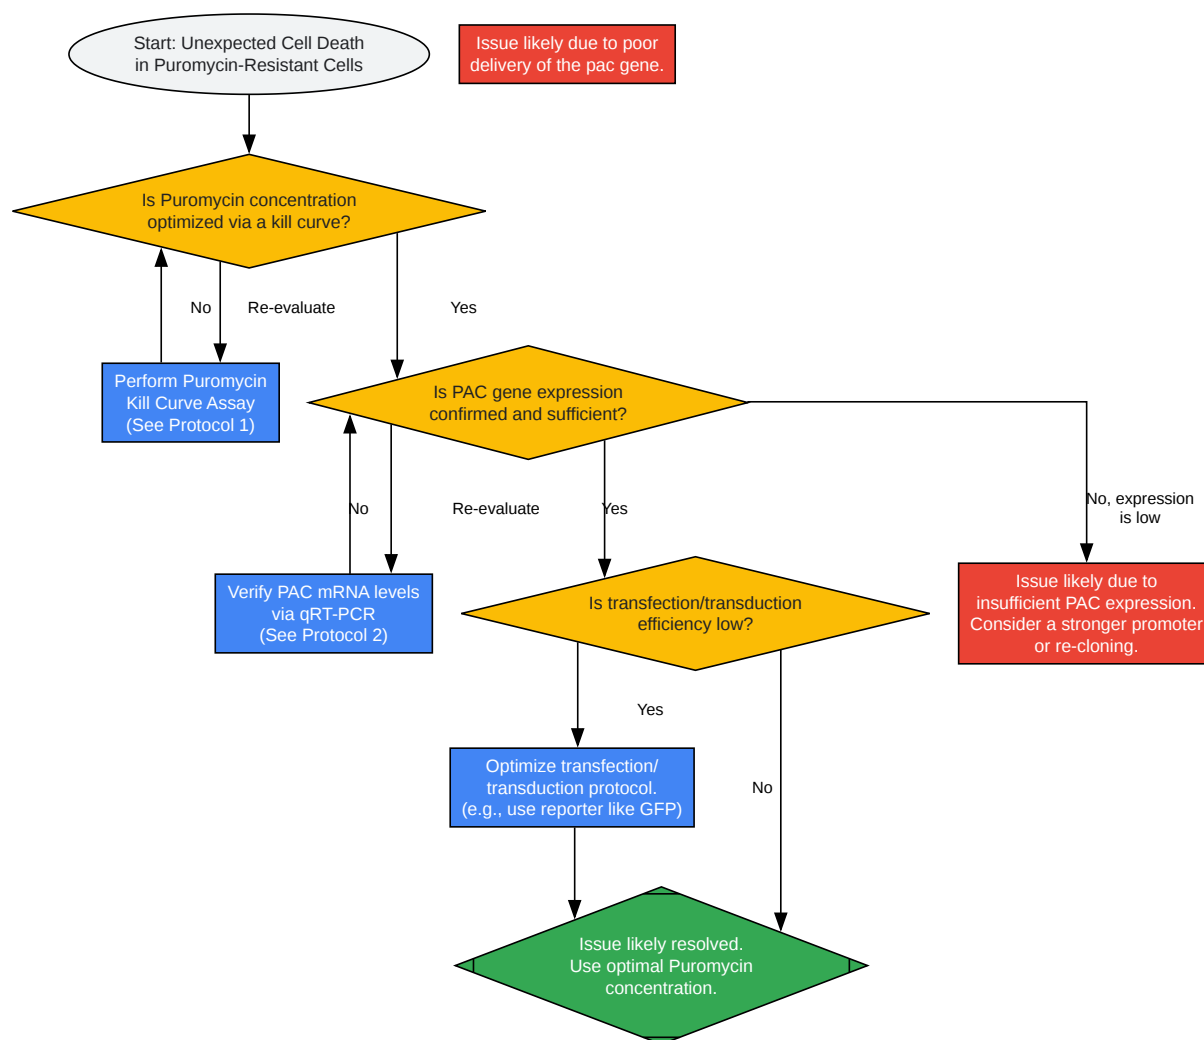 Start: Unexpected Cell Death
in Puromycin-Resistant Cells
Issue likely due to poor
delivery of the pac gene.
Is Puromycin concentration
optimized via a kill curve?
No
Re-evaluate
Yes
Perform Puromycin
Kill Curve Assay
(See Protocol 1)
Is PAC gene expression
confirmed and sufficient?
No
Re-evaluate
Yes
No, expression
is low
Verify PAC mRNA levels
via qRT-PCR
(See Protocol 2)
Is transfection/transduction
efficiency low?
Issue likely due to
insufficient PAC expression.
Consider a stronger promoter
or re-cloning.
Yes
No
Optimize transfection/
transduction protocol.
(e.g., use reporter like GFP)
Issue likely resolved.
Use optimal Puromycin
concentration.